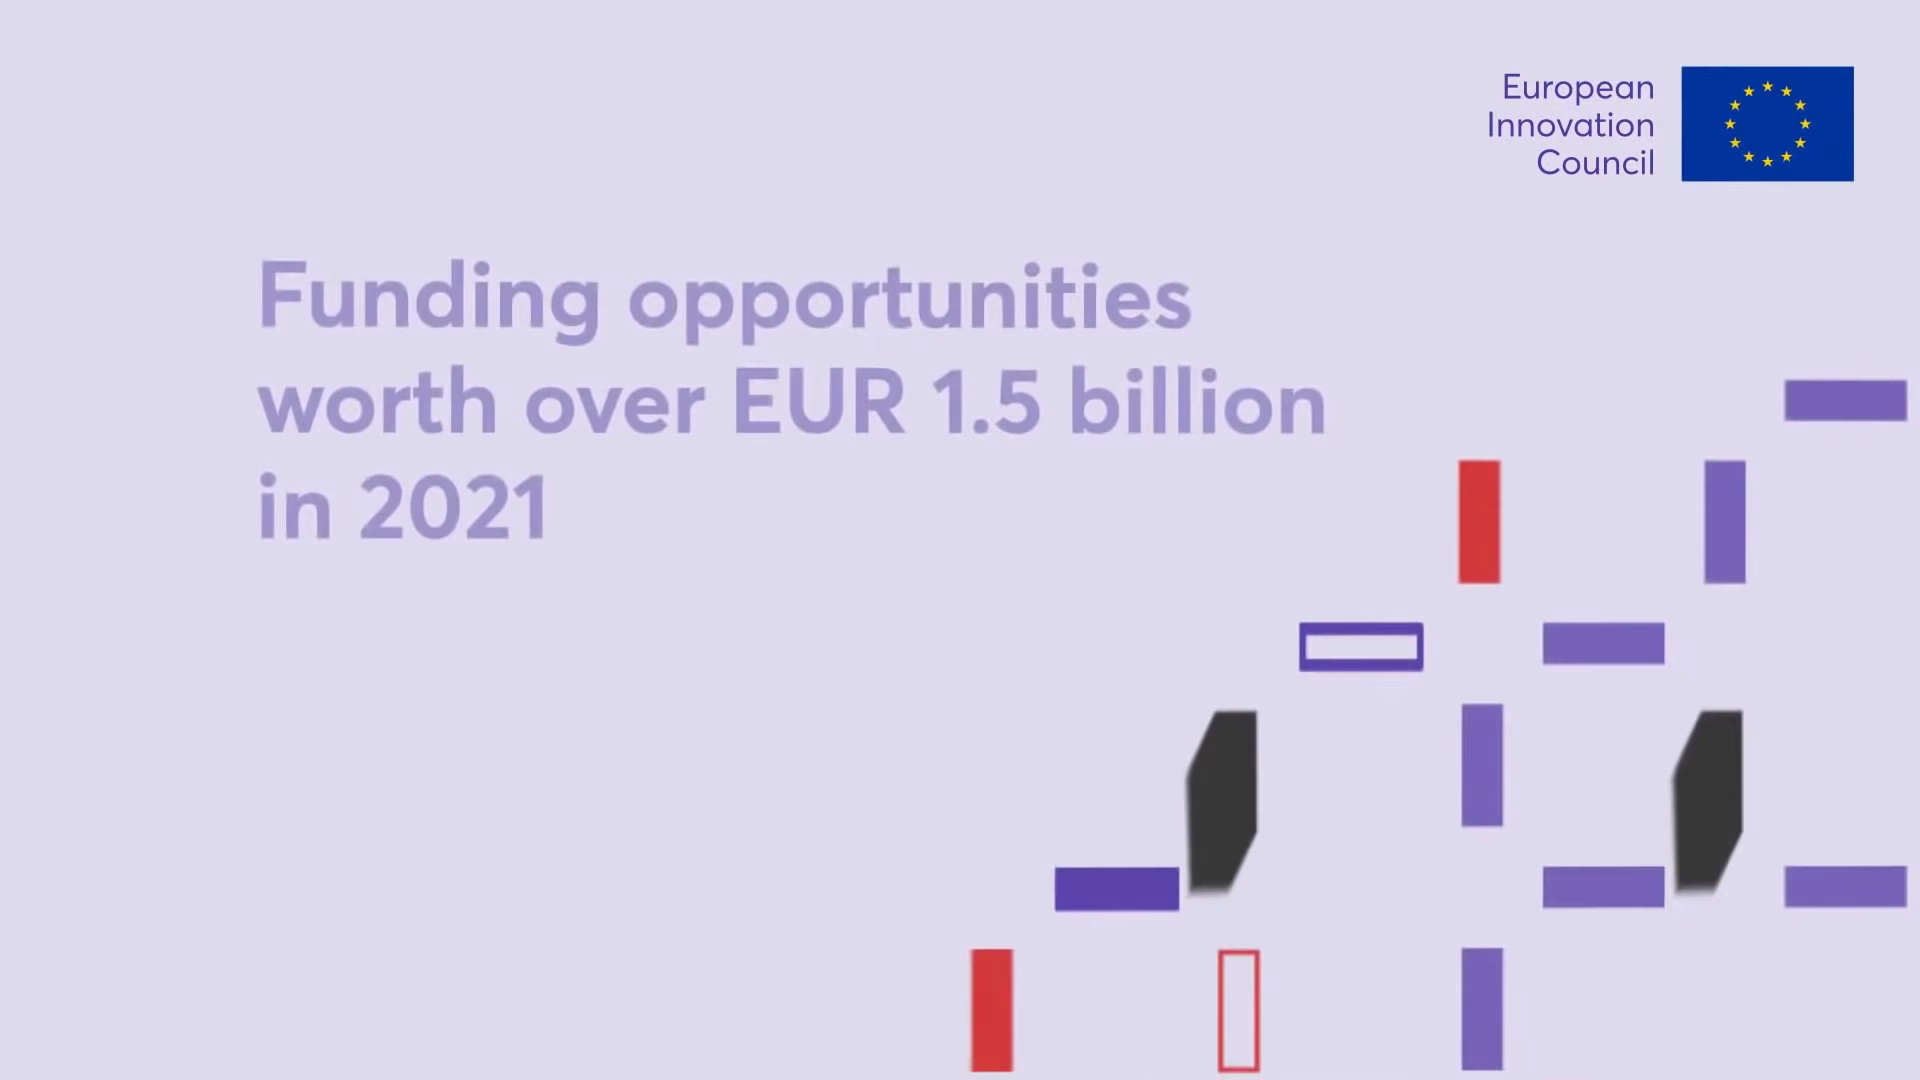 European
Innovation
Council
Funding opportunities
worth over EUR 1.5 billion
in 2021